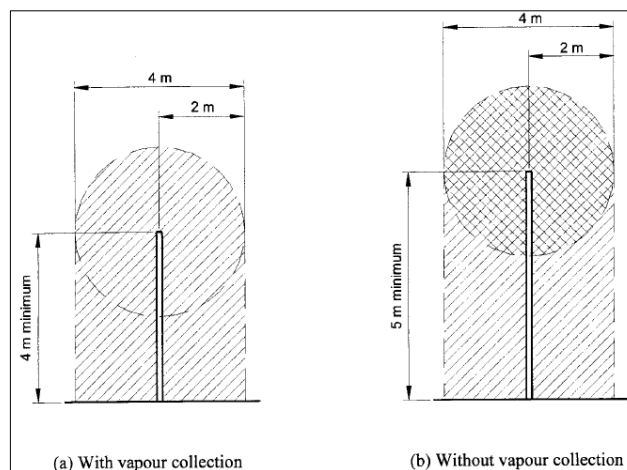 4 m
2 m
4 m minimum
(a) With vapour collection
4 m
2 m
5 m minimum
(b) Without vapour collection